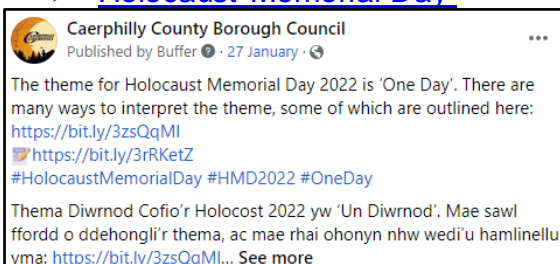 Holocaust Memorial Day
Caerphilly County Borough Council
Published by Buffer · 27 January ·
The theme for Holocaust Memorial Day 2022 is 'One Day'. There are
many ways to interpret the theme, some of which are outlined here:
https://bit.ly/3zsQqMI
📝https://bit.ly/3rRKetZ
#HolocaustMemorialDay #HMD2022 #OneDay
Thema Diwrnod Cofio'r Holocost 2022 yw 'Un Diwrnod'. Mae sawl
ffordd o ddehongli'r thema, ac mae rhai ohonyn nhw wedi'u hamlinellu
yma: https://bit.ly/3zsQqMI... See more